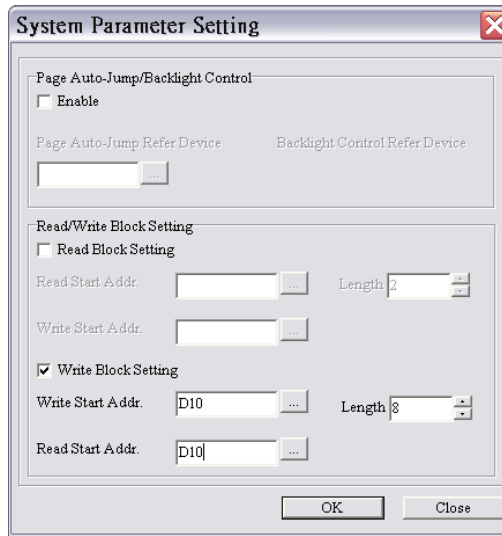 System Parameter Setting
Page Auto-Jump/Backlight Control
Enable
Page Auto-Jump Refer Device Backlight Control Refer Device
...
Read/Write Block Setting
Read Block Setting
Read Start Addr. ... Length 2
Write Start Addr. ...
Write Block Setting
Write Start Addr. D10 ... Length 8
Read Start Addr. D10 ...
OK Close